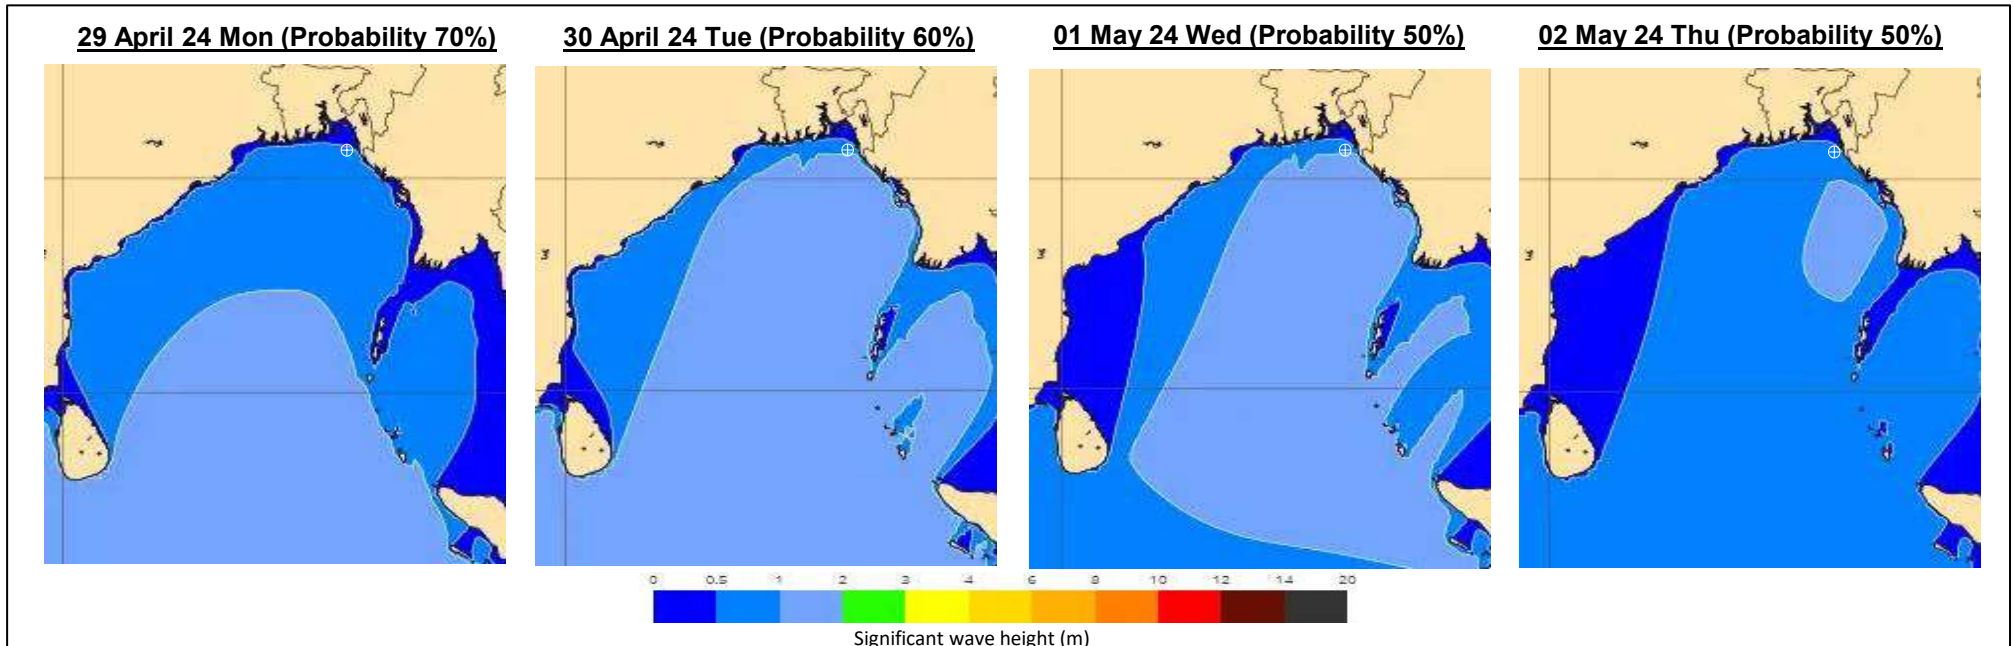 29 April 24 Mon (Probability 70%)
30 April 24 Tue (Probability 60%)
01 May 24 Wed (Probability 50%)
02 May 24 Thu (Probability 50%)
0 0.5 1 2 3 4 6 8 10 12 14 20
Significant wave height (m)